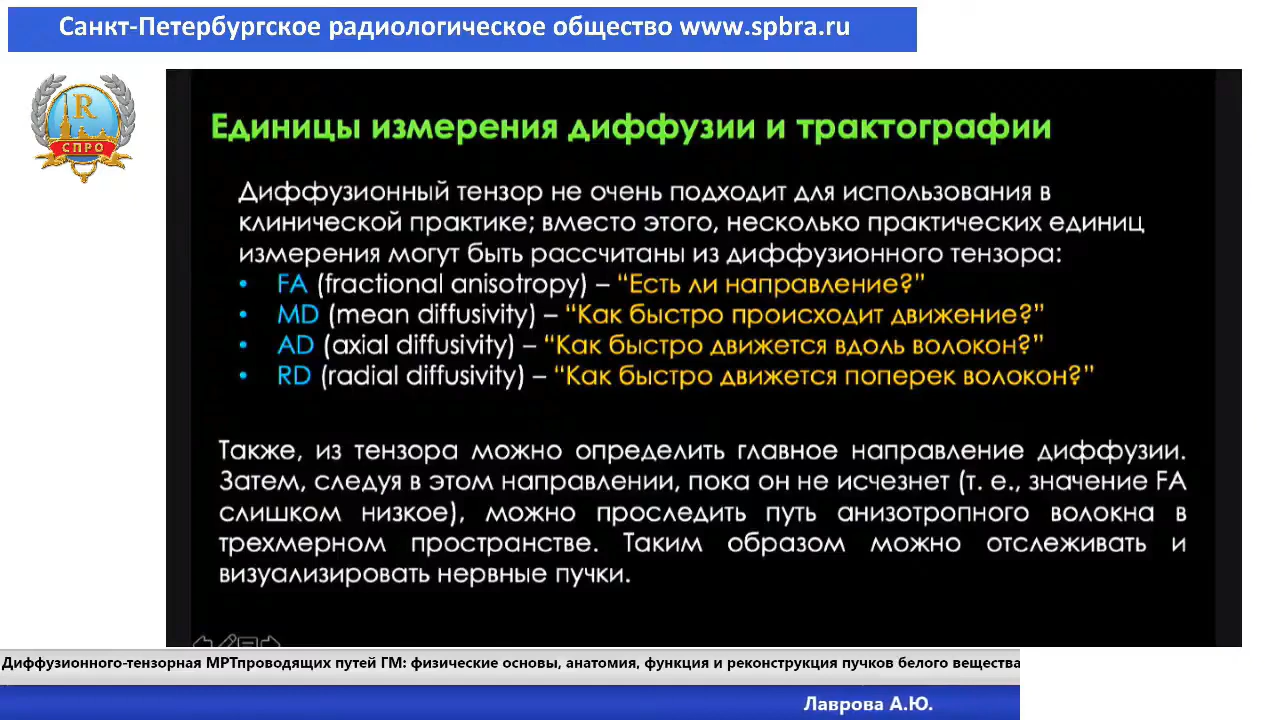 Санкт-Петербургское радиологическое общество www.spbra.ru
R
СПРО
Единицы измерения диффузии и трактографии
Диффузионный тензор не очень подходит для использования в
клинической практике; вместо этого, несколько практических единиц
измерения могут быть рассчитаны из диффузионного тензора:
• FA (fractional anisotropy) – “Есть ли направление?”
• MD (mean diffusivity) – “Как быстро происходит движение?”
• AD (axial diffusivity) – “Как быстро движется вдоль волокон?”
• RD (radial diffusivity) – “Как быстро движется поперек волокон?”
Также, из тензора можно определить главное направление диффузии.
Затем, следуя в этом направлении, пока он не исчезнет (т. е., значение FA
слишком низкое), можно проследить путь анизотропного волокна в
трехмерном пространстве. Таким образом можно отслеживать и
визуализировать нервные пучки.
Диффузионного-тензорная МРТпроводящих путей ГМ: физические основы, анатомия, функция и реконструкция пучков белого вещества
Лаврова А.Ю.